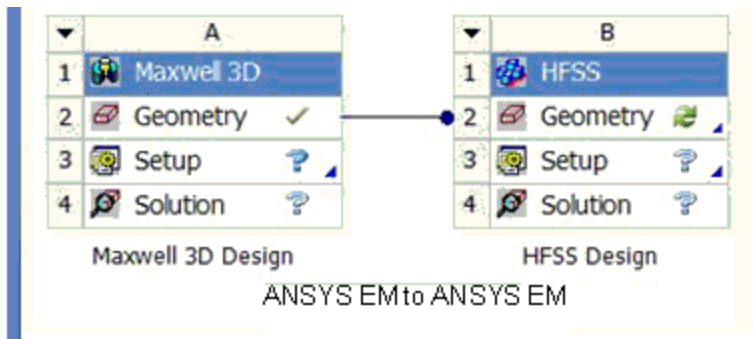 A
1 Maxwell 3D
2 Geometry
3 Setup ?
4 Solution ?
Maxwell 3D Design
B
1 HFSS
2 Geometry
3 Setup ?
4 Solution ?
HFSS Design
ANSYS EM to ANSYS EM